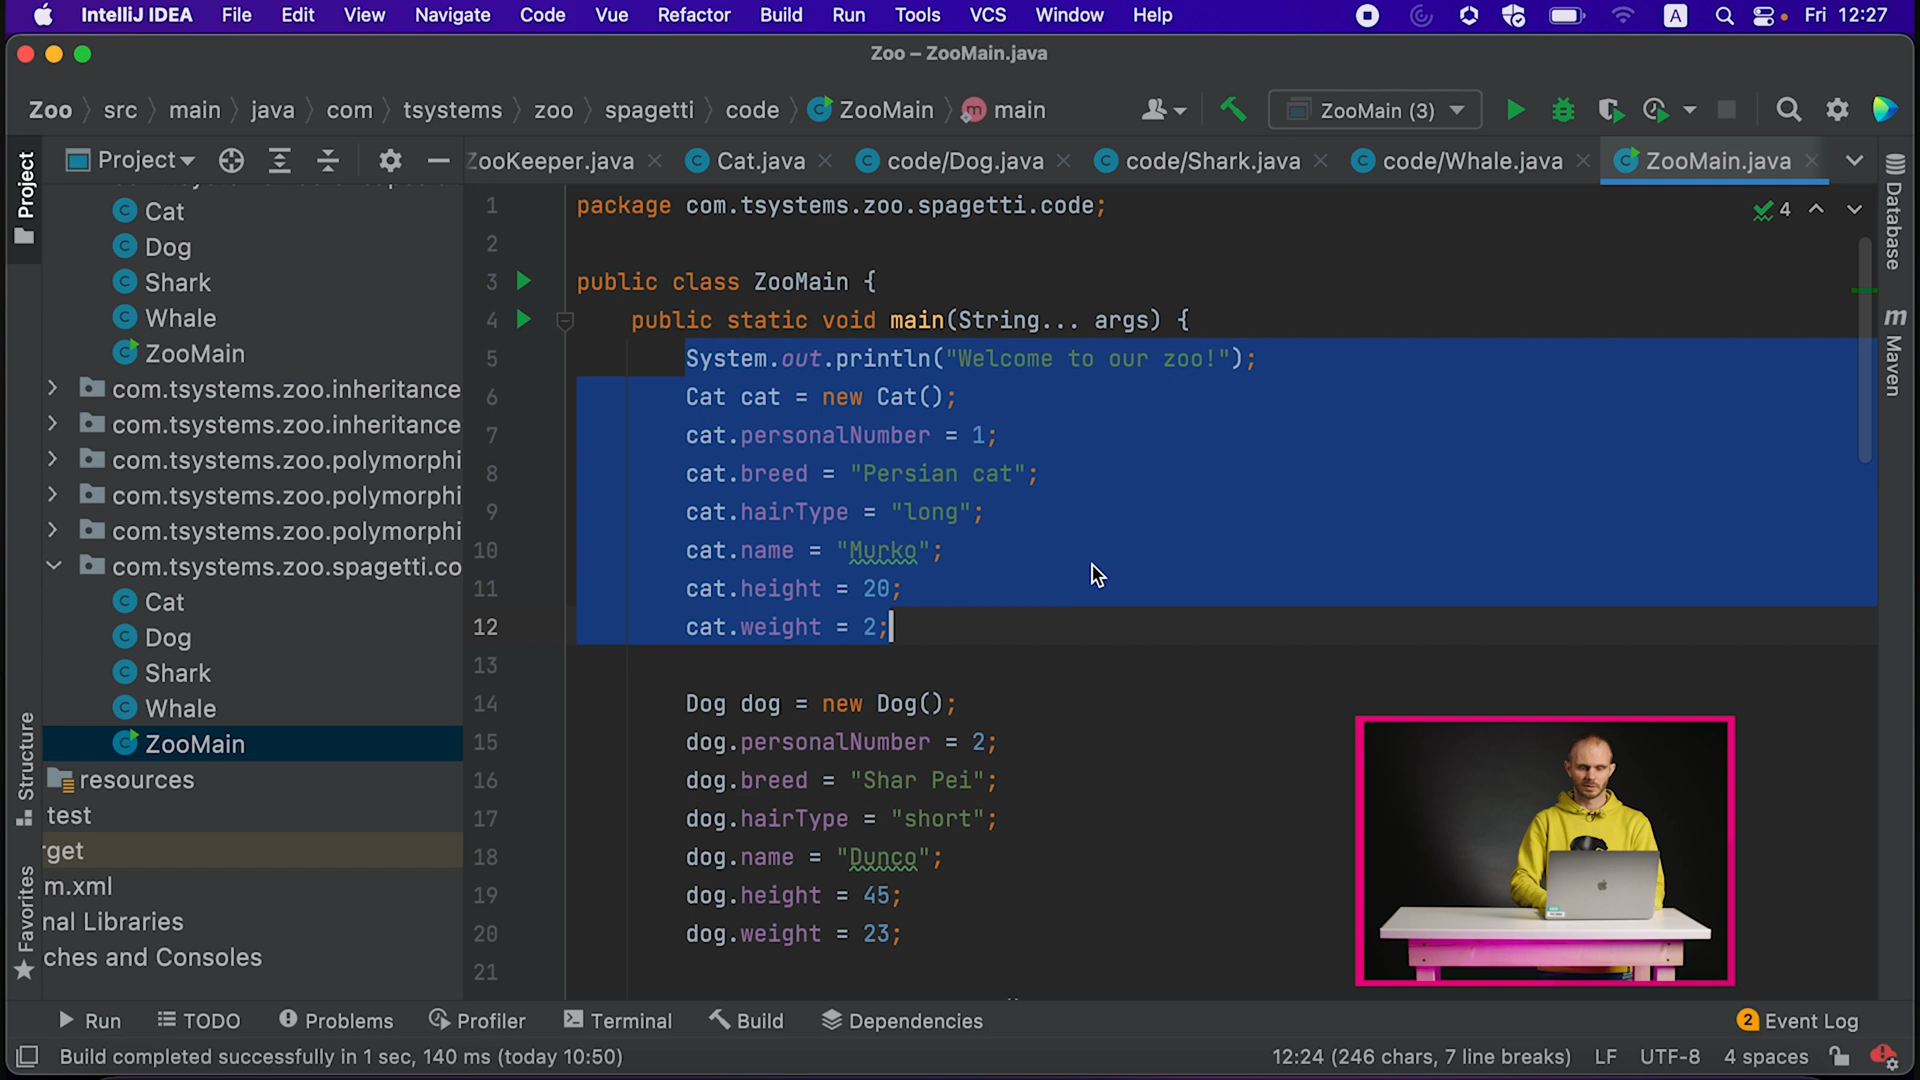 IntelliJ IDEA File Edit View Navigate Code Vue Refactor Build Run Tools VCS Window Help A Fri 12:27
Zoo – ZooMain.java
Zoo src main java com tsystems zoo spagetti code ZooMain main ZooMain (3)
Project
Project
ZooKeeper.java Cat.java code/Dog.java code/Shark.java code/Whale.java ZooMain.java
Database
Maven
Cat
Dog
Shark
Whale
ZooMain
com.tsystems.zoo.inheritance
com.tsystems.zoo.inheritance
com.tsystems.zoo.polymorphi
com.tsystems.zoo.polymorphi
com.tsystems.zoo.polymorphi
com.tsystems.zoo.spagetti.co
Cat
Dog
Shark
Whale
ZooMain
resources
test
rget
m.xml
nal Libraries
ches and Consoles
Structure
Favorites
4
1 package com.tsystems.zoo.spagetti.code;
2
3 public class ZooMain {
4 public static void main(String... args) {
5 System.out.println("Welcome to our zoo!");
6 Cat cat = new Cat();
7 cat.personalNumber = 1;
8 cat.breed = "Persian cat";
9 cat.hairType = "long";
10 cat.name = "Murko";
11 cat.height = 20;
12 cat.weight = 2;
13
14 Dog dog = new Dog();
15 dog.personalNumber = 2;
16 dog.breed = "Shar Pei";
17 dog.hairType = "short";
18 dog.name = "Dunco";
19 dog.height = 45;
20 dog.weight = 23;
21
Run TODO Problems Profiler Terminal Build Dependencies 2 Event Log
Build completed successfully in 1 sec, 140 ms (today 10:50) 12:24 (246 chars, 7 line breaks) LF UTF-8 4 spaces